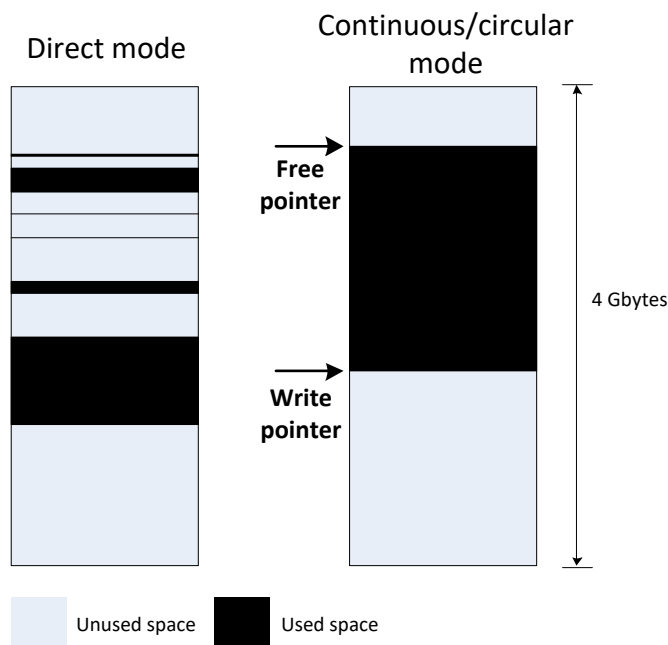 Direct mode
Continuous/circular
mode
Free
pointer
4 Gbytes
Write
pointer
Unused space
Used space